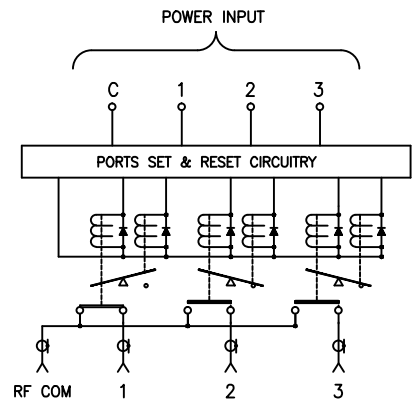 POWER INPUT
C 1 2 3
PORTS SET & RESET CIRCUITRY
RF COM 1 2 3